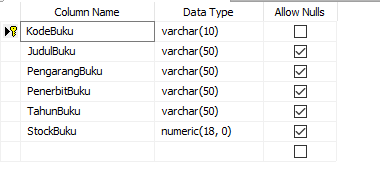 Column Name Data Type Allow Nulls
KodeBuku varchar(10)
JudulBuku varchar(50)
PengarangBuku varchar(50)
PenerbitBuku varchar(50)
TahunBuku varchar(50)
StockBuku numeric(18, 0)